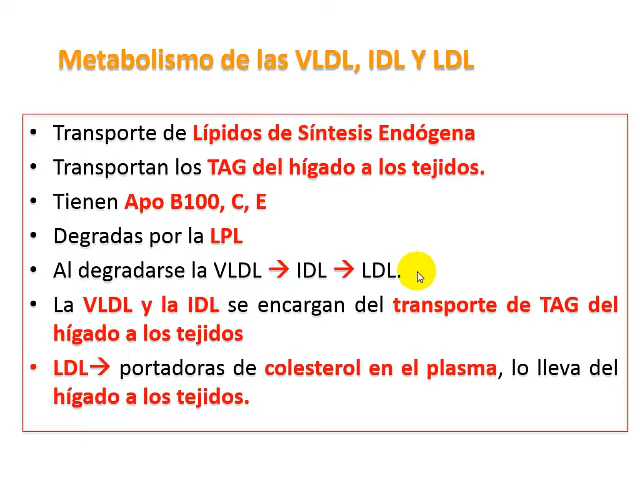 Metabolismo de las VLDL, IDL Y LDL
• Transporte de Lípidos de Síntesis Endógena
• Transportan los TAG del hígado a los tejidos.
• Tienen Apo B100, C, E
• Degradas por la LPL
• Al degradarse la VLDL → IDL → LDL.
• La VLDL y la IDL se encargan del transporte de TAG del
hígado a los tejidos
• LDL→ portadoras de colesterol en el plasma, lo lleva del
hígado a los tejidos.